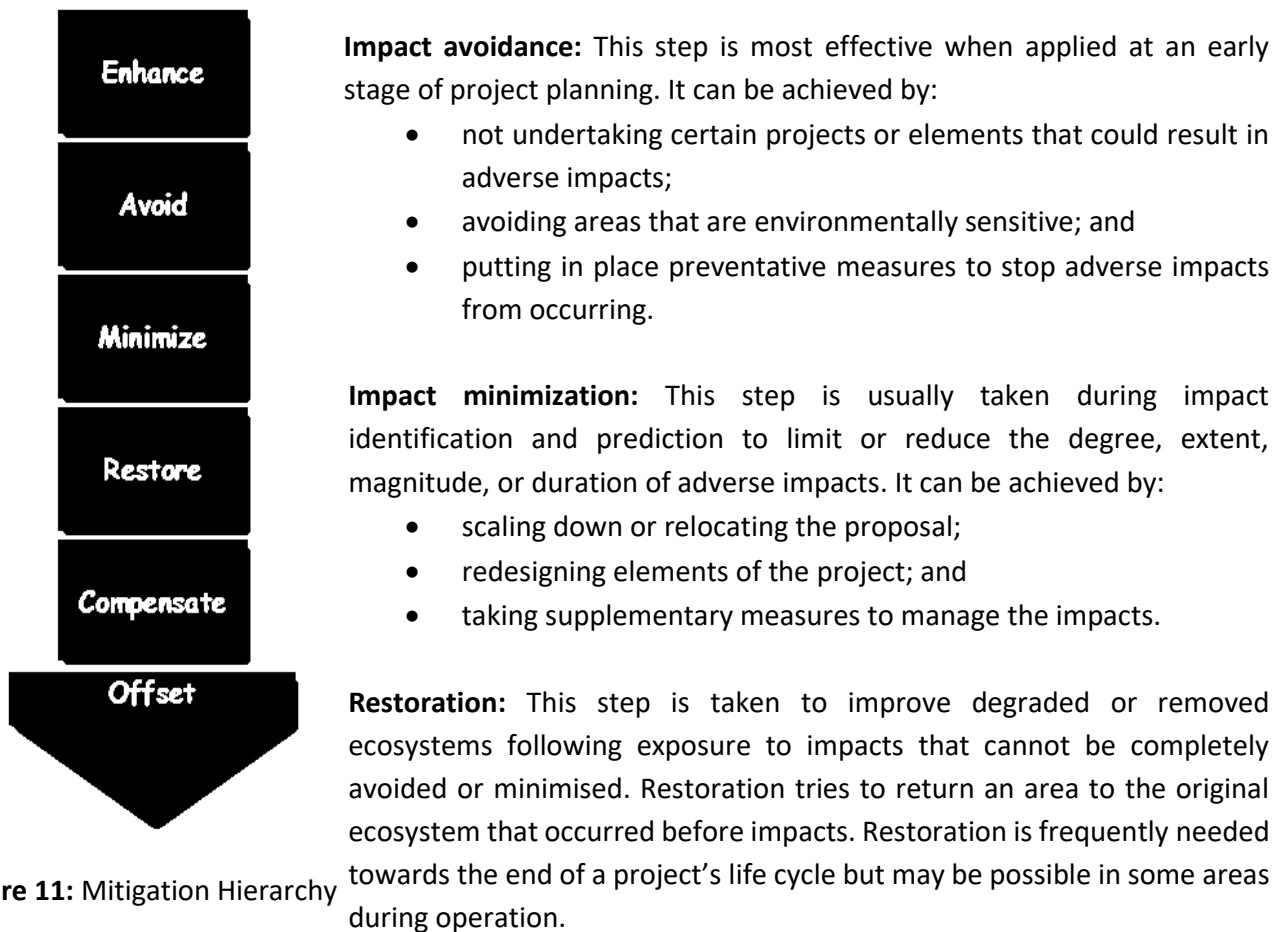 Enhance
Avoid
Minimize
Restore
Compensate
Offset
re 11: Mitigation Hierarchy
Impact avoidance: This step is most effective when applied at an early
stage of project planning. It can be achieved by:
• not undertaking certain projects or elements that could result in
adverse impacts;
• avoiding areas that are environmentally sensitive; and
• putting in place preventative measures to stop adverse impacts
from occurring.
Impact minimization: This step is usually taken during impact
identification and prediction to limit or reduce the degree, extent,
magnitude, or duration of adverse impacts. It can be achieved by:
• scaling down or relocating the proposal;
• redesigning elements of the project; and
• taking supplementary measures to manage the impacts.
Restoration: This step is taken to improve degraded or removed
ecosystems following exposure to impacts that cannot be completely
avoided or minimised. Restoration tries to return an area to the original
ecosystem that occurred before impacts. Restoration is frequently needed
towards the end of a project’s life cycle but may be possible in some areas
during operation.